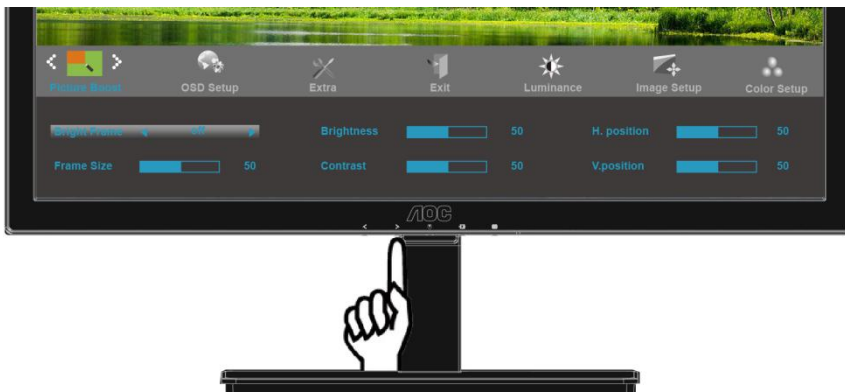 < >
Picture Boost OSD Setup Extra Exit Luminance Image Setup Color Setup
Bright Frame off Brightness 50 H. position 50
Frame Size 50 Contrast 50 V.position 50
AOC
< >